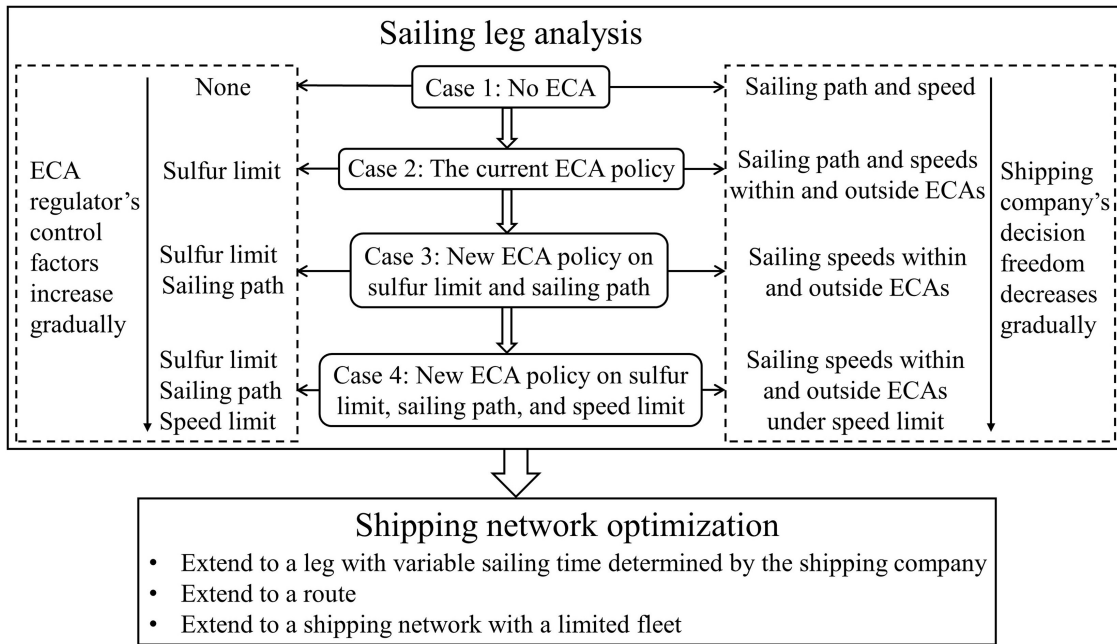 Sailing leg analysis
ECA
regulator's
control
factors
increase
gradually
None
Case 1: No ECA
Sailing path and speed
Sulfur limit
Case 2: The current ECA policy
Sailing path and speeds
within and outside ECAs
Sulfur limit
Sailing path
Case 3: New ECA policy on
sulfur limit and sailing path
Sailing speeds within
and outside ECAs
Sulfur limit
Sailing path
Speed limit
Case 4: New ECA policy on sulfur
limit, sailing path, and speed limit
Sailing speeds within
and outside ECAs
under speed limit
Shipping
company's
decision
freedom
decreases
gradually
Shipping network optimization
• Extend to a leg with variable sailing time determined by the shipping company
• Extend to a route
• Extend to a shipping network with a limited fleet